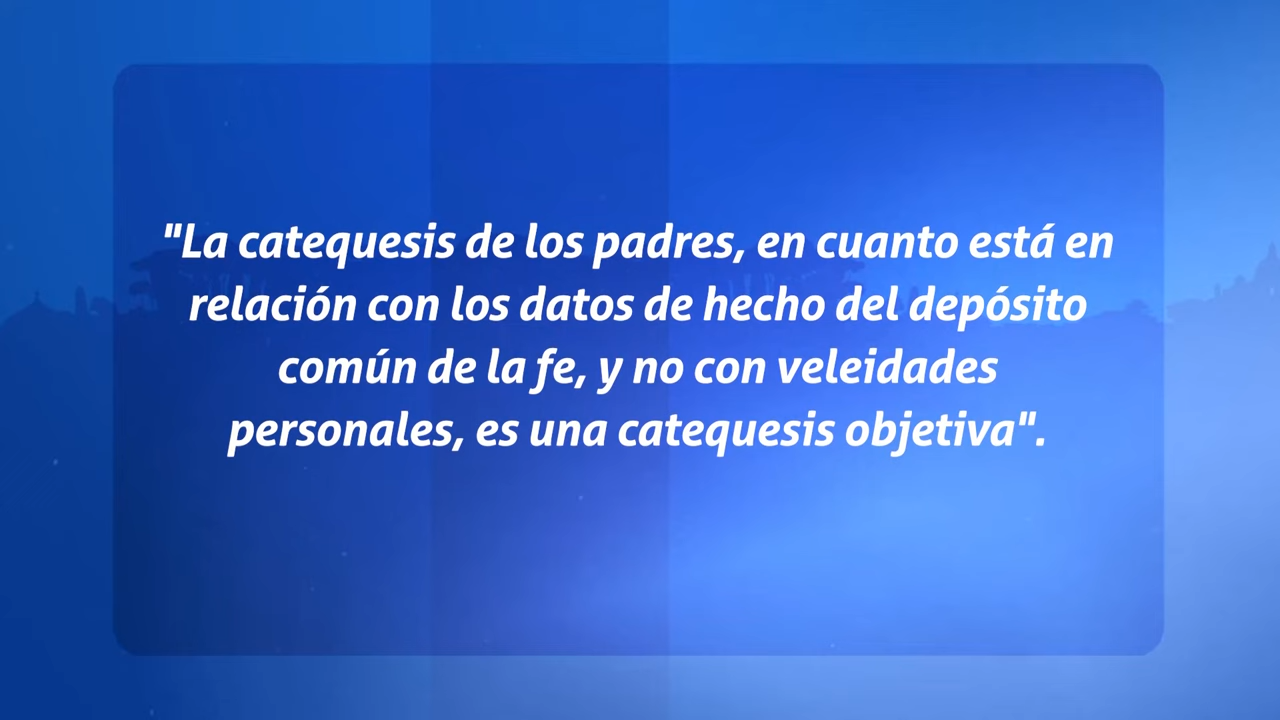 "La catequesis de los padres, en cuanto está en
relación con los datos de hecho del depósito
común de la fe, y no con veleidades
personales, es una catequesis objetiva".